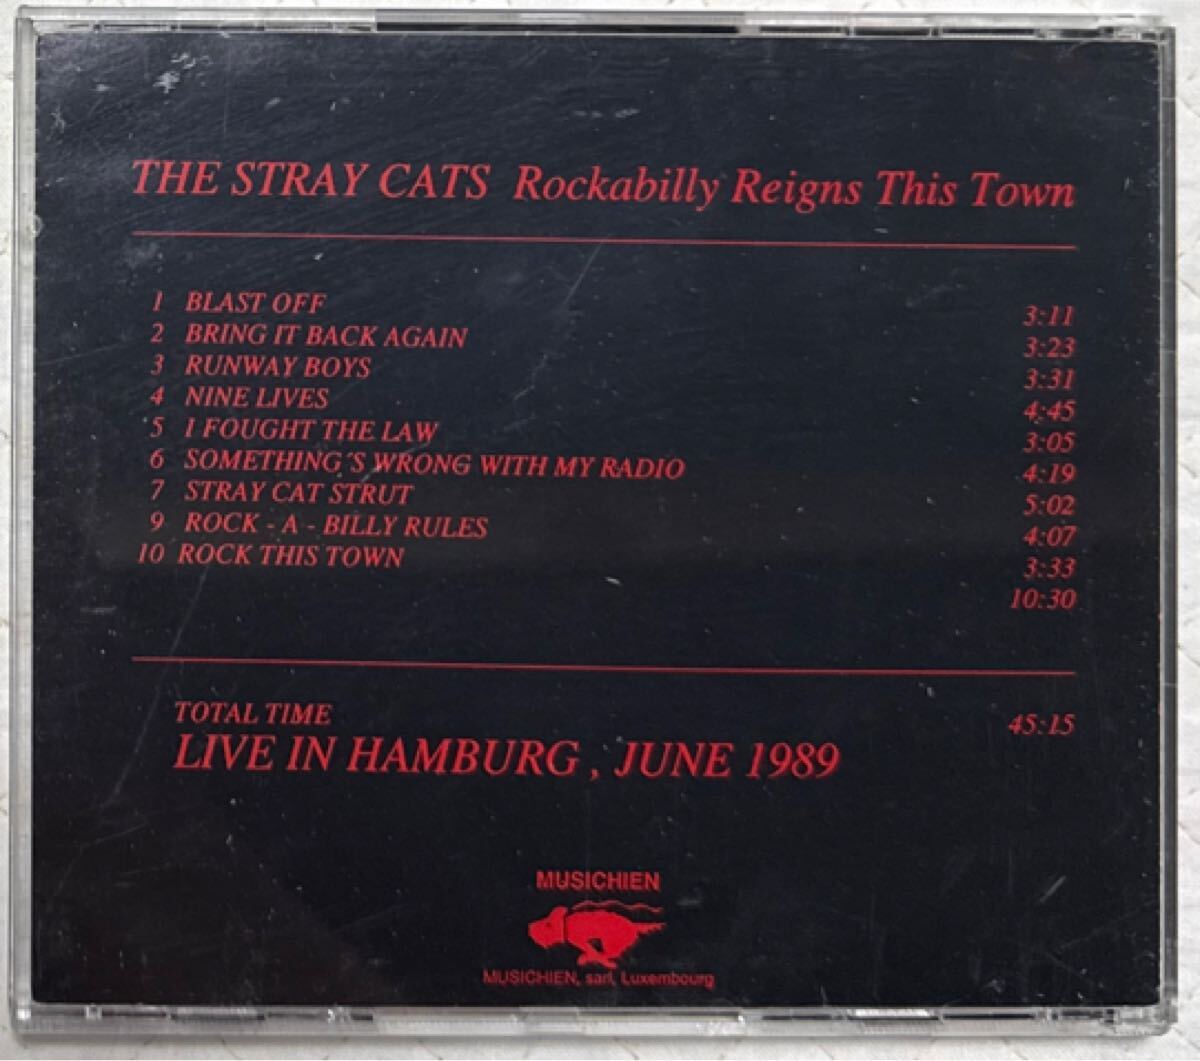 THE STRAY CATS Rockabilly Reigns This Town
1 BLAST OFF 3:11
2 BRING IT BACK AGAIN 3:23
3 RUNWAY BOYS 3:31
4 NINE LIVES 4:45
5 I FOUGHT THE LAW 3:05
6 SOMETHING´S WRONG WITH MY RADIO 4:19
7 STRAY CAT STRUT 5:02
9 ROCK - A - BILLY RULES 4:07
10 ROCK THIS TOWN 3:33
10:30
TOTAL TIME 45:15
LIVE IN HAMBURG , JUNE 1989
MUSICHIEN
MUSICHIEN, sarl, Luxembourg